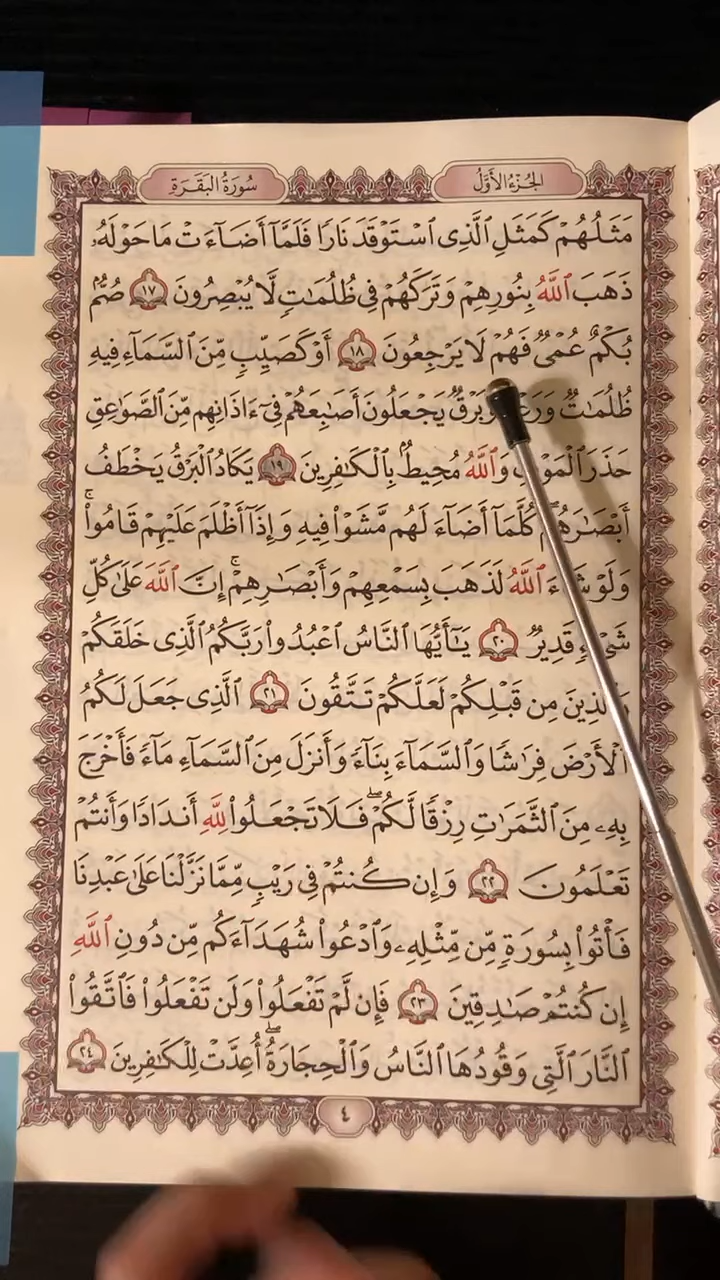 الجُزْءُ الأَوَّلُ
سُورَةُ البَقَرَةِ
مَثَلُهُمْ كَمَثَلِ ٱلَّذِى ٱسْتَوْقَدَ نَارًا فَلَمَّآ أَضَآءَتْ مَا حَوْلَهُۥ
ذَهَبَ ٱللَّهُ بِنُورِهِمْ وَتَرَكَهُمْ فِى ظُلُمَـٰتٍ لَّا يُبْصِرُونَ ١٧ صُمٌّۢ
بُكْمٌ عُمْىٌ فَهُمْ لَا يَرْجِعُونَ ١٨ أَوْ كَصَيِّبٍ مِّنَ ٱلسَّمَآءِ فِيهِ
ظُلُمَـٰتٌ وَرَعْدٌ وَبَرْقٌ يَجْعَلُونَ أَصَـٰبِعَهُمْ فِىٓ ءَاذَانِهِم مِّنَ ٱلصَّوَٰعِقِ
حَذَرَ ٱلْمَوْتِ وَٱللَّهُ مُحِيطٌۢ بِٱلْكَـٰفِرِينَ ١٩ يَكَادُ ٱلْبَرْقُ يَخْطَفُ
أَبْصَـٰرَهُمْ كُلَّمَآ أَضَآءَ لَهُم مَّشَوْا۟ فِيهِ وَإِذَآ أَظْلَمَ عَلَيْهِمْ قَامُوا۟ۚ
وَلَوْ شَآءَ ٱللَّهُ لَذَهَبَ بِسَمْعِهِمْ وَأَبْصَـٰرِهِمْۚ إِنَّ ٱللَّهَ عَلَىٰ كُلِّ
شَىْءٍ قَدِيرٌ ٢٠ يَـٰٓأَيُّهَا ٱلنَّاسُ ٱعْبُدُوا۟ رَبَّكُمُ ٱلَّذِى خَلَقَكُمْ
وَٱلَّذِينَ مِن قَبْلِكُمْ لَعَلَّكُمْ تَتَّقُونَ ٢١ ٱلَّذِى جَعَلَ لَكُمُ
ٱلْأَرْضَ فِرَٰشًا وَٱلسَّمَآءَ بِنَآءً وَأَنزَلَ مِنَ ٱلسَّمَآءِ مَآءً فَأَخْرَجَ
بِهِۦ مِنَ ٱلثَّمَرَٰتِ رِزْقًا لَّكُمْۖ فَلَا تَجْعَلُوا۟ لِلَّهِ أَندَادًا وَأَنتُمْ
تَعْلَمُونَ ٢٢ وَإِن كُنتُمْ فِى رَيْبٍ مِّمَّا نَزَّلْنَا عَلَىٰ عَبْدِنَا
فَأْتُوا۟ بِسُورَةٍ مِّن مِّثْلِهِۦ وَٱدْعُوا۟ شُهَدَآءَكُم مِّن دُونِ ٱللَّهِ
إِن كُنتُمْ صَـٰدِقِينَ ٢٣ فَإِن لَّمْ تَفْعَلُوا۟ وَلَن تَفْعَلُوا۟ فَٱتَّقُوا۟
ٱلنَّارَ ٱلَّتِى وَقُودُهَا ٱلنَّاسُ وَٱلْحِجَارَةُۖ أُعِدَّتْ لِلْكَـٰفِرِينَ ٢٤
٤